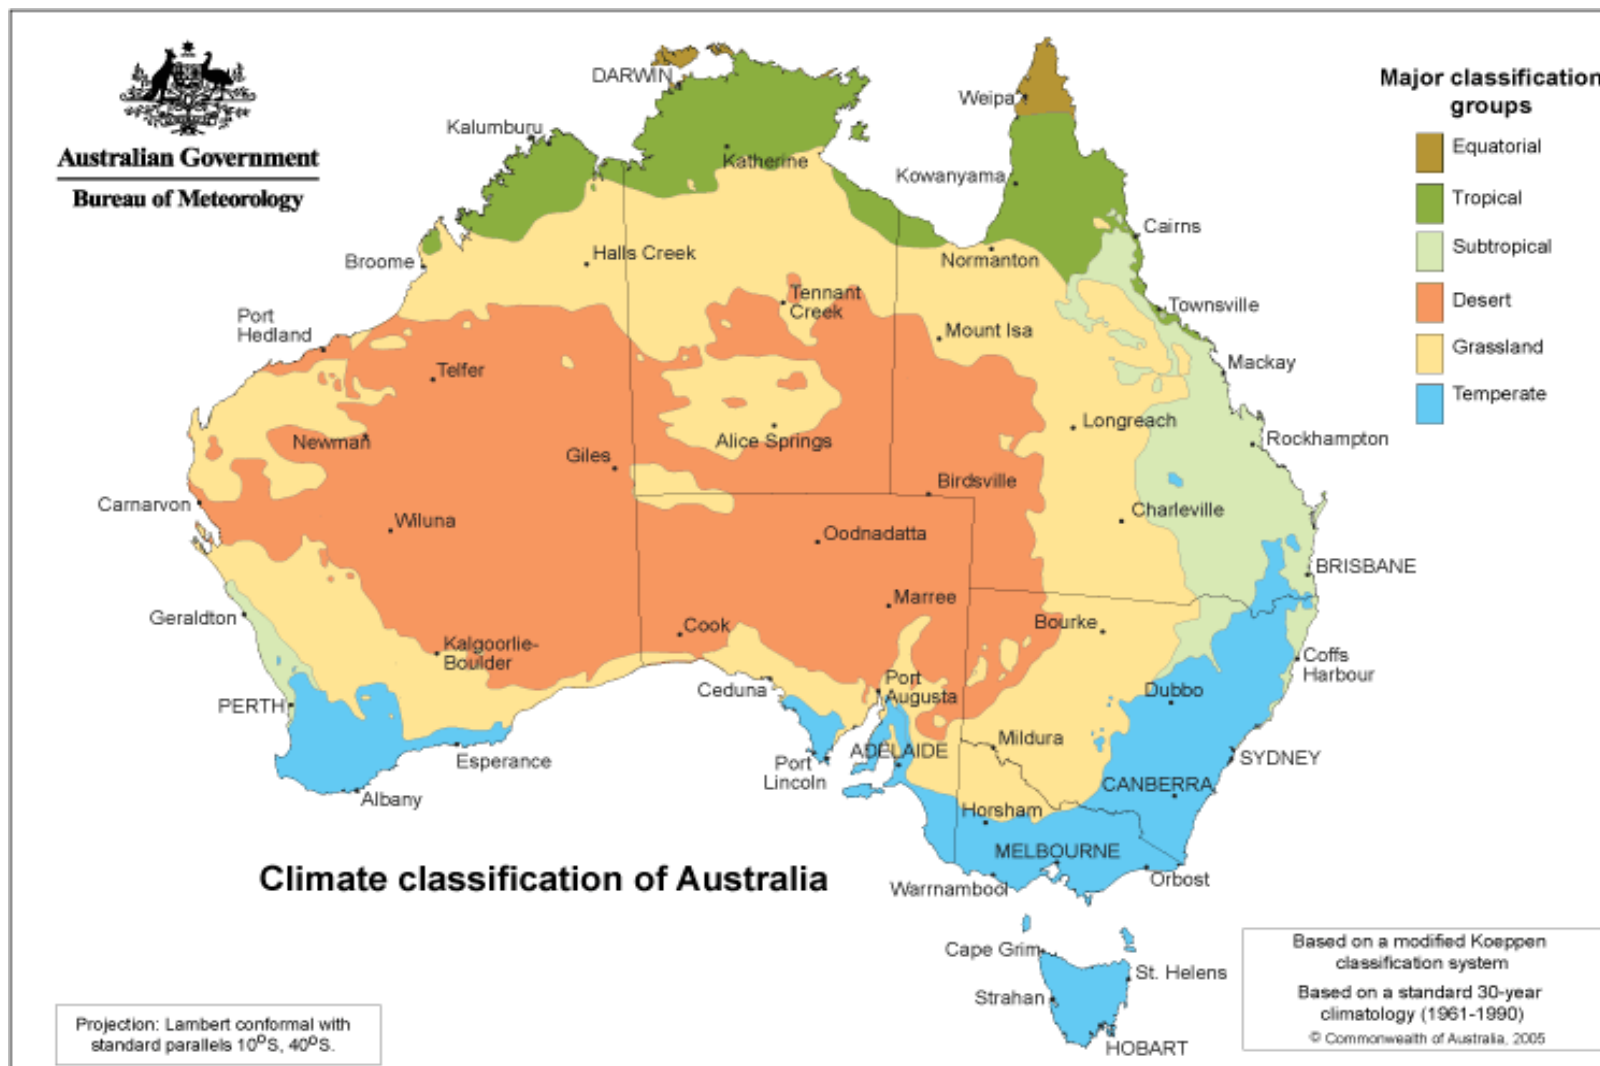 Australian Government
Bureau of Meteorology
DARWIN
Weipa
Kalumburu
Katherine
Kowanyama
Cairns
Broome
Halls Creek
Normanton
Tennant
Creek
Townsville
Port
Hedland
Mount Isa
Telfer
Mackay
Newman
Alice Springs
Longreach
Rockhampton
Giles
Birdsville
Carnarvon
Wiluna
Oodnadatta
Charleville
BRISBANE
Geraldton
Marree
Cook
Bourke
Kalgoorlie-
Boulder
Coffs
Harbour
Ceduna
Port
Augusta
Dubbo
PERTH
Mildura
ADELAIDE
SYDNEY
Esperance
Port
Lincoln
CANBERRA
Albany
Horsham
MELBOURNE
Warrnambool
Orbost
Cape Grim
St. Helens
Strahan
HOBART
Major classification
groups
Equatorial
Tropical
Subtropical
Desert
Grassland
Temperate
Climate classification of Australia
Projection: Lambert conformal with
standard parallels 10ºS, 40ºS.
Based on a modified Koeppen
classification system
Based on a standard 30-year
climatology (1961-1990)
© Commonwealth of Australia, 2005